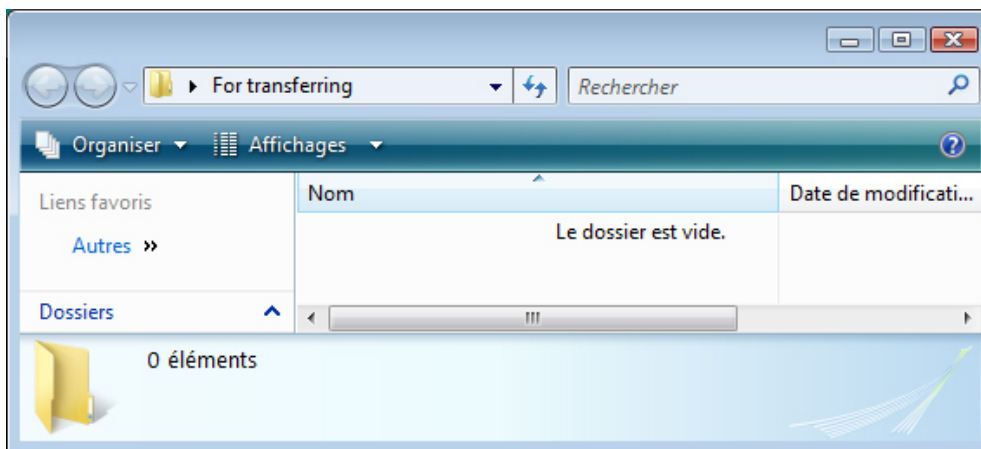 For transferring
Rechercher
Organiser
Affichages
Liens favoris
Nom
Date de modificati...
Autres »
Le dossier est vide.
Dossiers
0 éléments